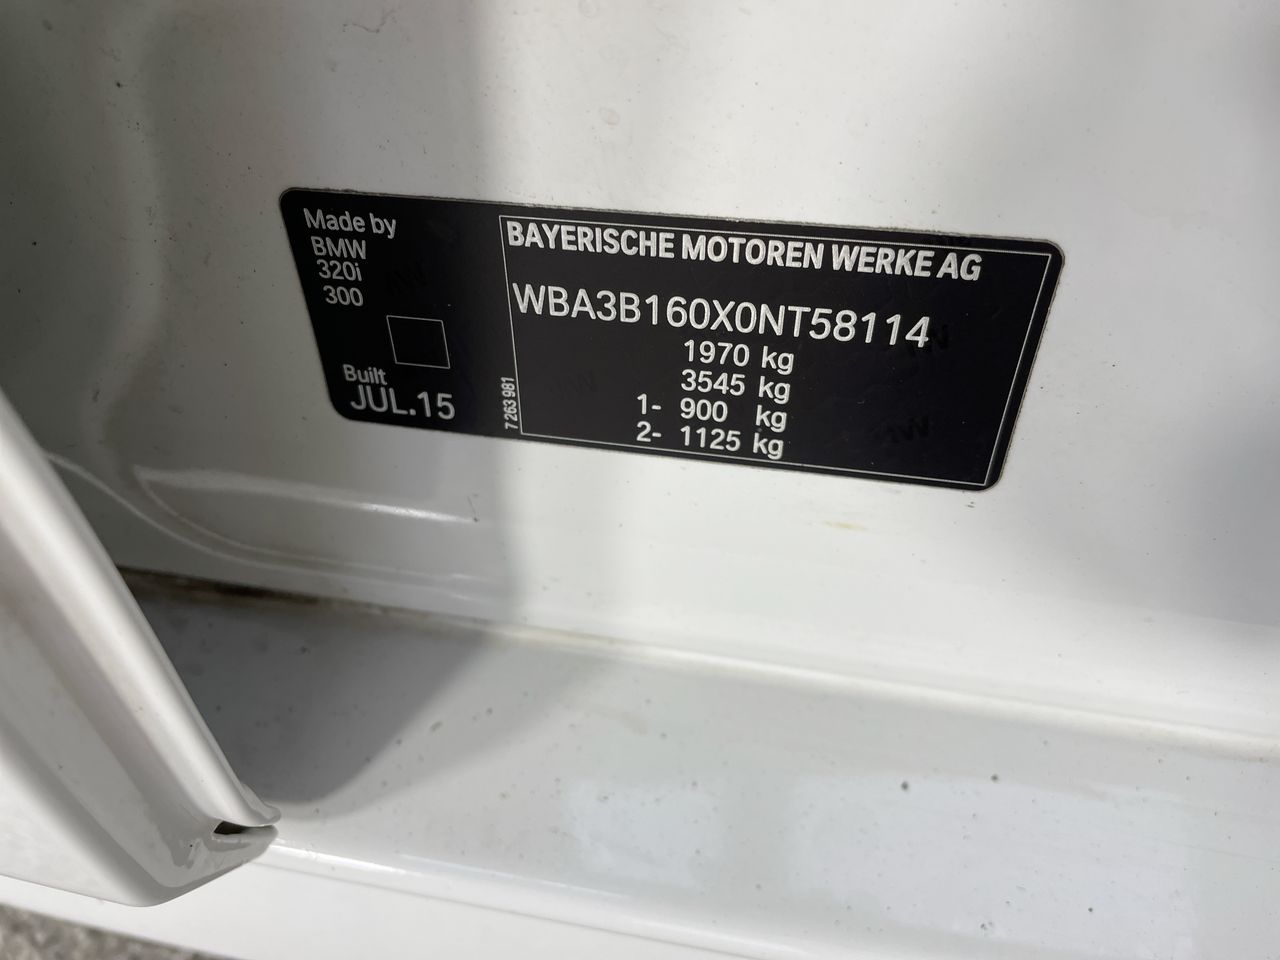 Made by
BMW
320i
300
Built
JUL.15
7 263 981
BAYERISCHE MOTOREN WERKE AG
WBA3B160X0NT58114
1970 kg
3545 kg
1- 900 kg
2- 1125 kg